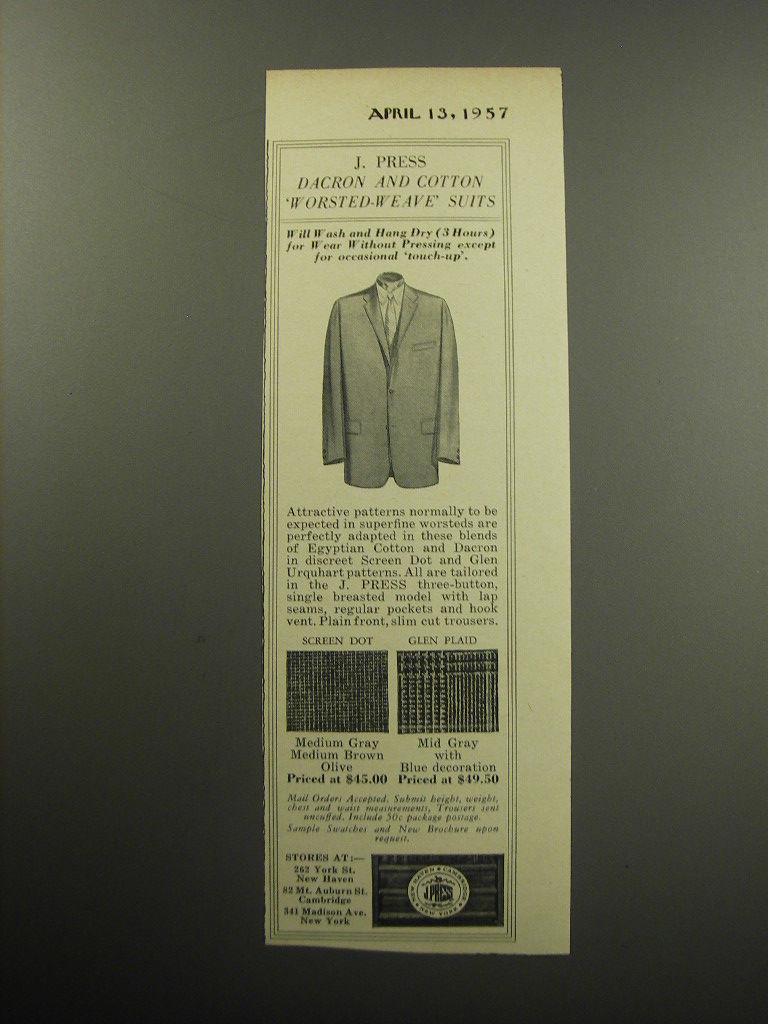 APRIL 13, 1957
J. PRESS
DACRON AND COTTON
'WORSTED-WEAVE' SUITS
Will Wash and Hang Dry (3 Hours)
for Wear Without Pressing except
for occasional 'touch-up'.
Attractive patterns normally to be
expected in superfine worsteds are
perfectly adapted in these blends
of Egyptian Cotton and Dacron
in discreet Screen Dot and Glen
Urquhart patterns. All are tailored
in the J. PRESS three-button,
single breasted model with lap
seams, regular pockets and hook
vent. Plain front, slim cut trousers.
SCREEN DOT
Medium Gray
Medium Brown
Olive
Priced at $45.00
GLEN PLAID
Mid Gray
with
Blue decoration
Priced at $49.50
Mail Orders Accepted. Submit height, weight,
chest and waist measurements, Trousers sent
uncuffed. Include 50c package postage.
Sample Swatches and New Brochure upon
request.
STORES AT:—
262 York St.
New Haven
82 Mt. Auburn St.
Cambridge
341 Madison Ave.
New York
NEW HAVEN ★ CAMBRIDGE ★ NEW YORK ★
J. PRESS